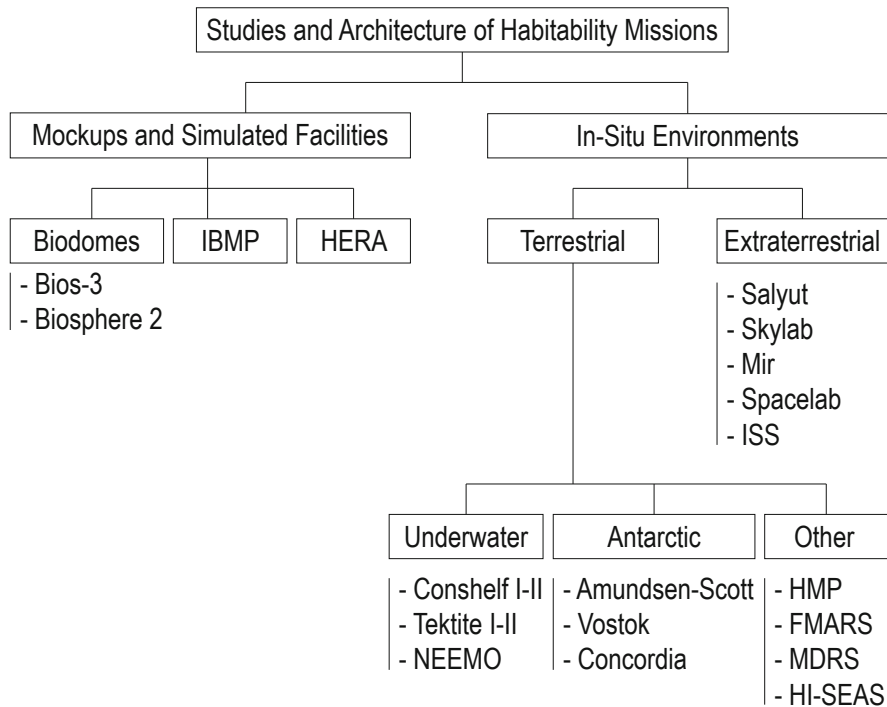 Studies and Architecture of Habitability Missions
Mockups and Simulated Facilities
In-Situ Environments
Biodomes
IBMP
HERA
Terrestrial
Extraterrestrial
- Bios-3
- Biosphere 2
- Salyut
- Skylab
- Mir
- Spacelab
- ISS
Underwater
Antarctic
Other
- Conshelf I-II
- Tektite I-II
- NEEMO
- Amundsen-Scott
- Vostok
- Concordia
- HMP
- FMARS
- MDRS
- HI-SEAS